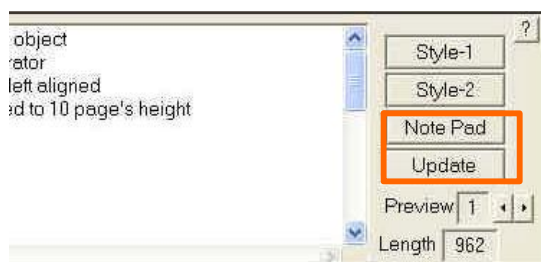 object
rator
left aligned
ed to 10 page's height
?
Style-1
Style-2
Note Pad
Update
Preview 1
Length 962